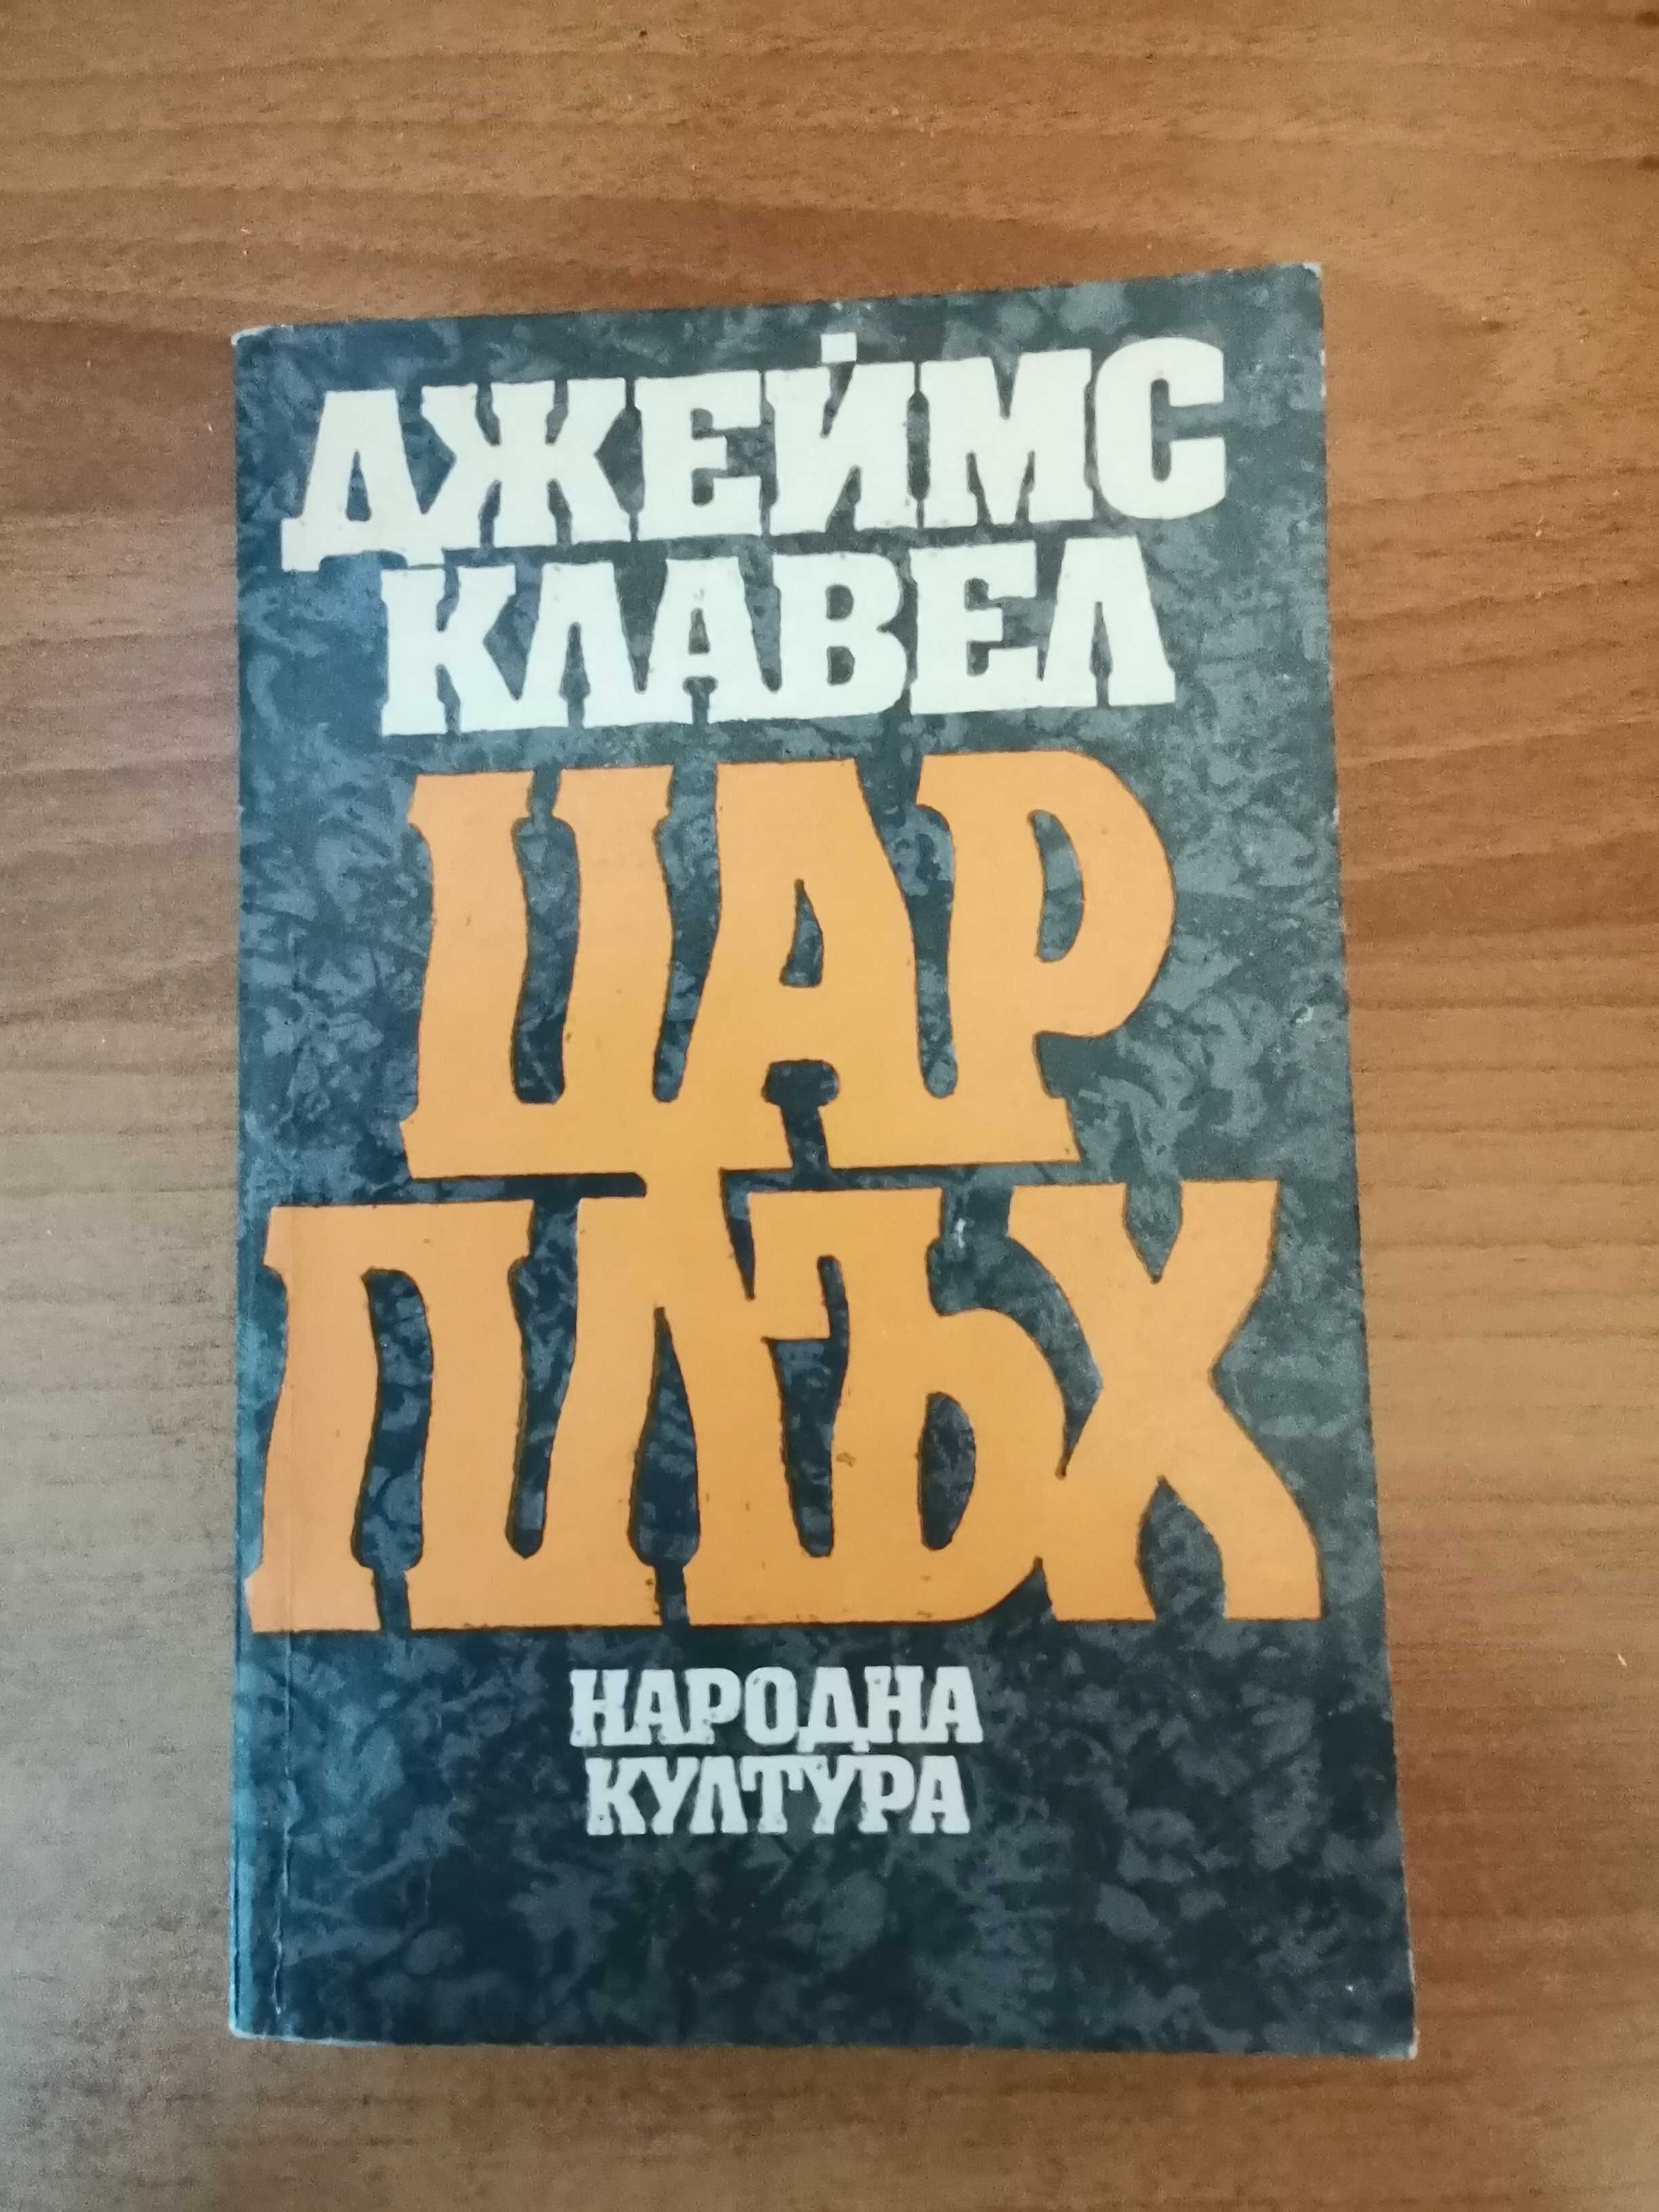 ДЖЕЙМС
КЛАВЕЛ
ЦАР
ПЛЪХ
НАРОДНА
КУЛТУРА